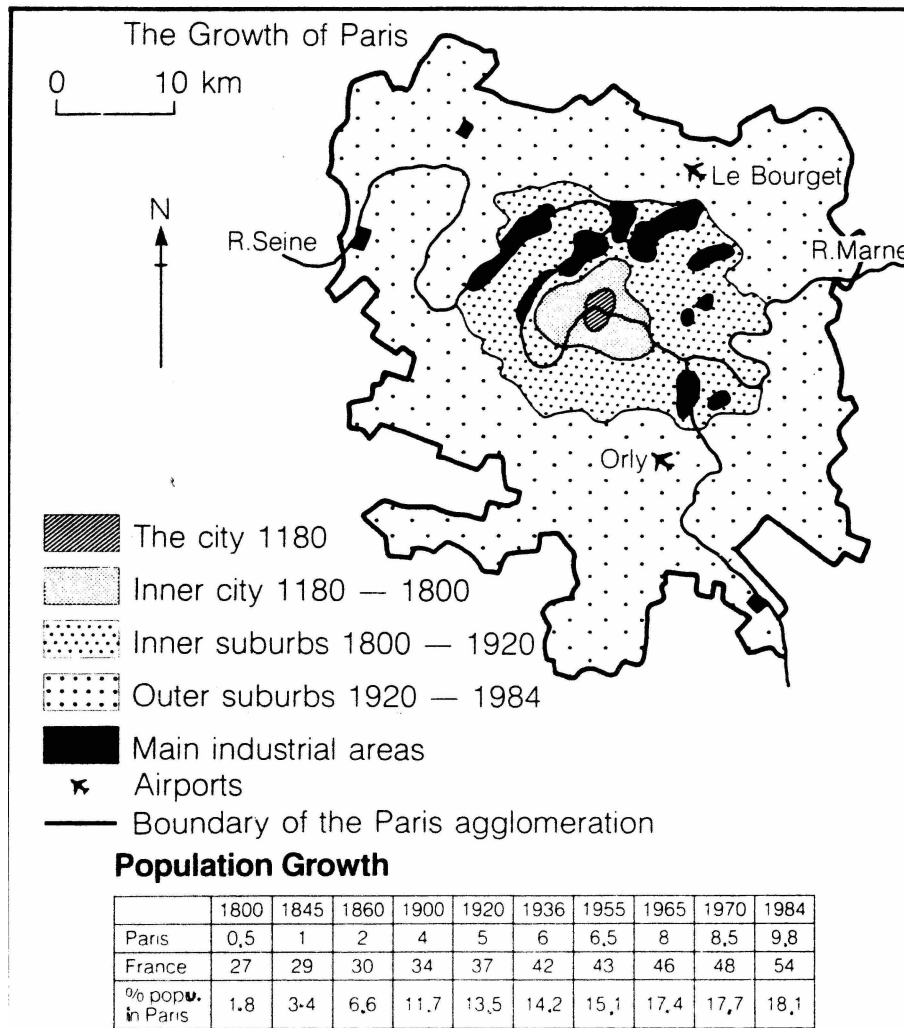 The Growth of Paris
0 10 km
N
Le Bourget
R.Seine
R.Marne
Orly
The city 1180
Inner city 1180 — 1800
Inner suburbs 1800 — 1920
Outer suburbs 1920 — 1984
Main industrial areas
Airports
Boundary of the Paris agglomeration
Population Growth
1800 1845 1860 1900 1920 1936 1955 1965 1970 1984
Paris 0,5 1 2 4 5 6 6,5 8 8,5 9,8
France 27 29 30 34 37 42 43 46 48 54
% popu.
in Paris 1.8 3.4 6.6 11.7 13,5 14.2 15,1 17.4 17.7 18,1